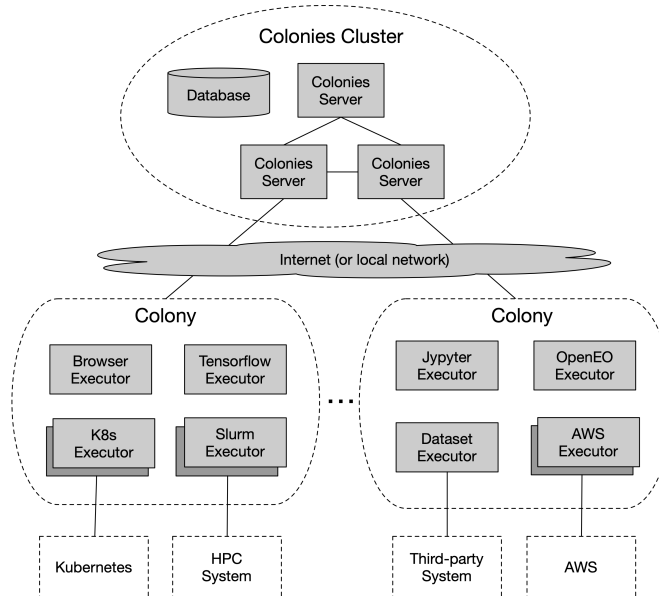 Colonies Cluster
Database
Colonies
Server
Colonies
Server
Colonies
Server
Internet (or local network)
Colony
Browser
Executor
Tensorflow
Executor
K8s
Executor
Slurm
Executor
...
Colony
Jypyter
Executor
OpenEO
Executor
Dataset
Executor
AWS
Executor
Kubernetes
HPC
System
Third-party
System
AWS